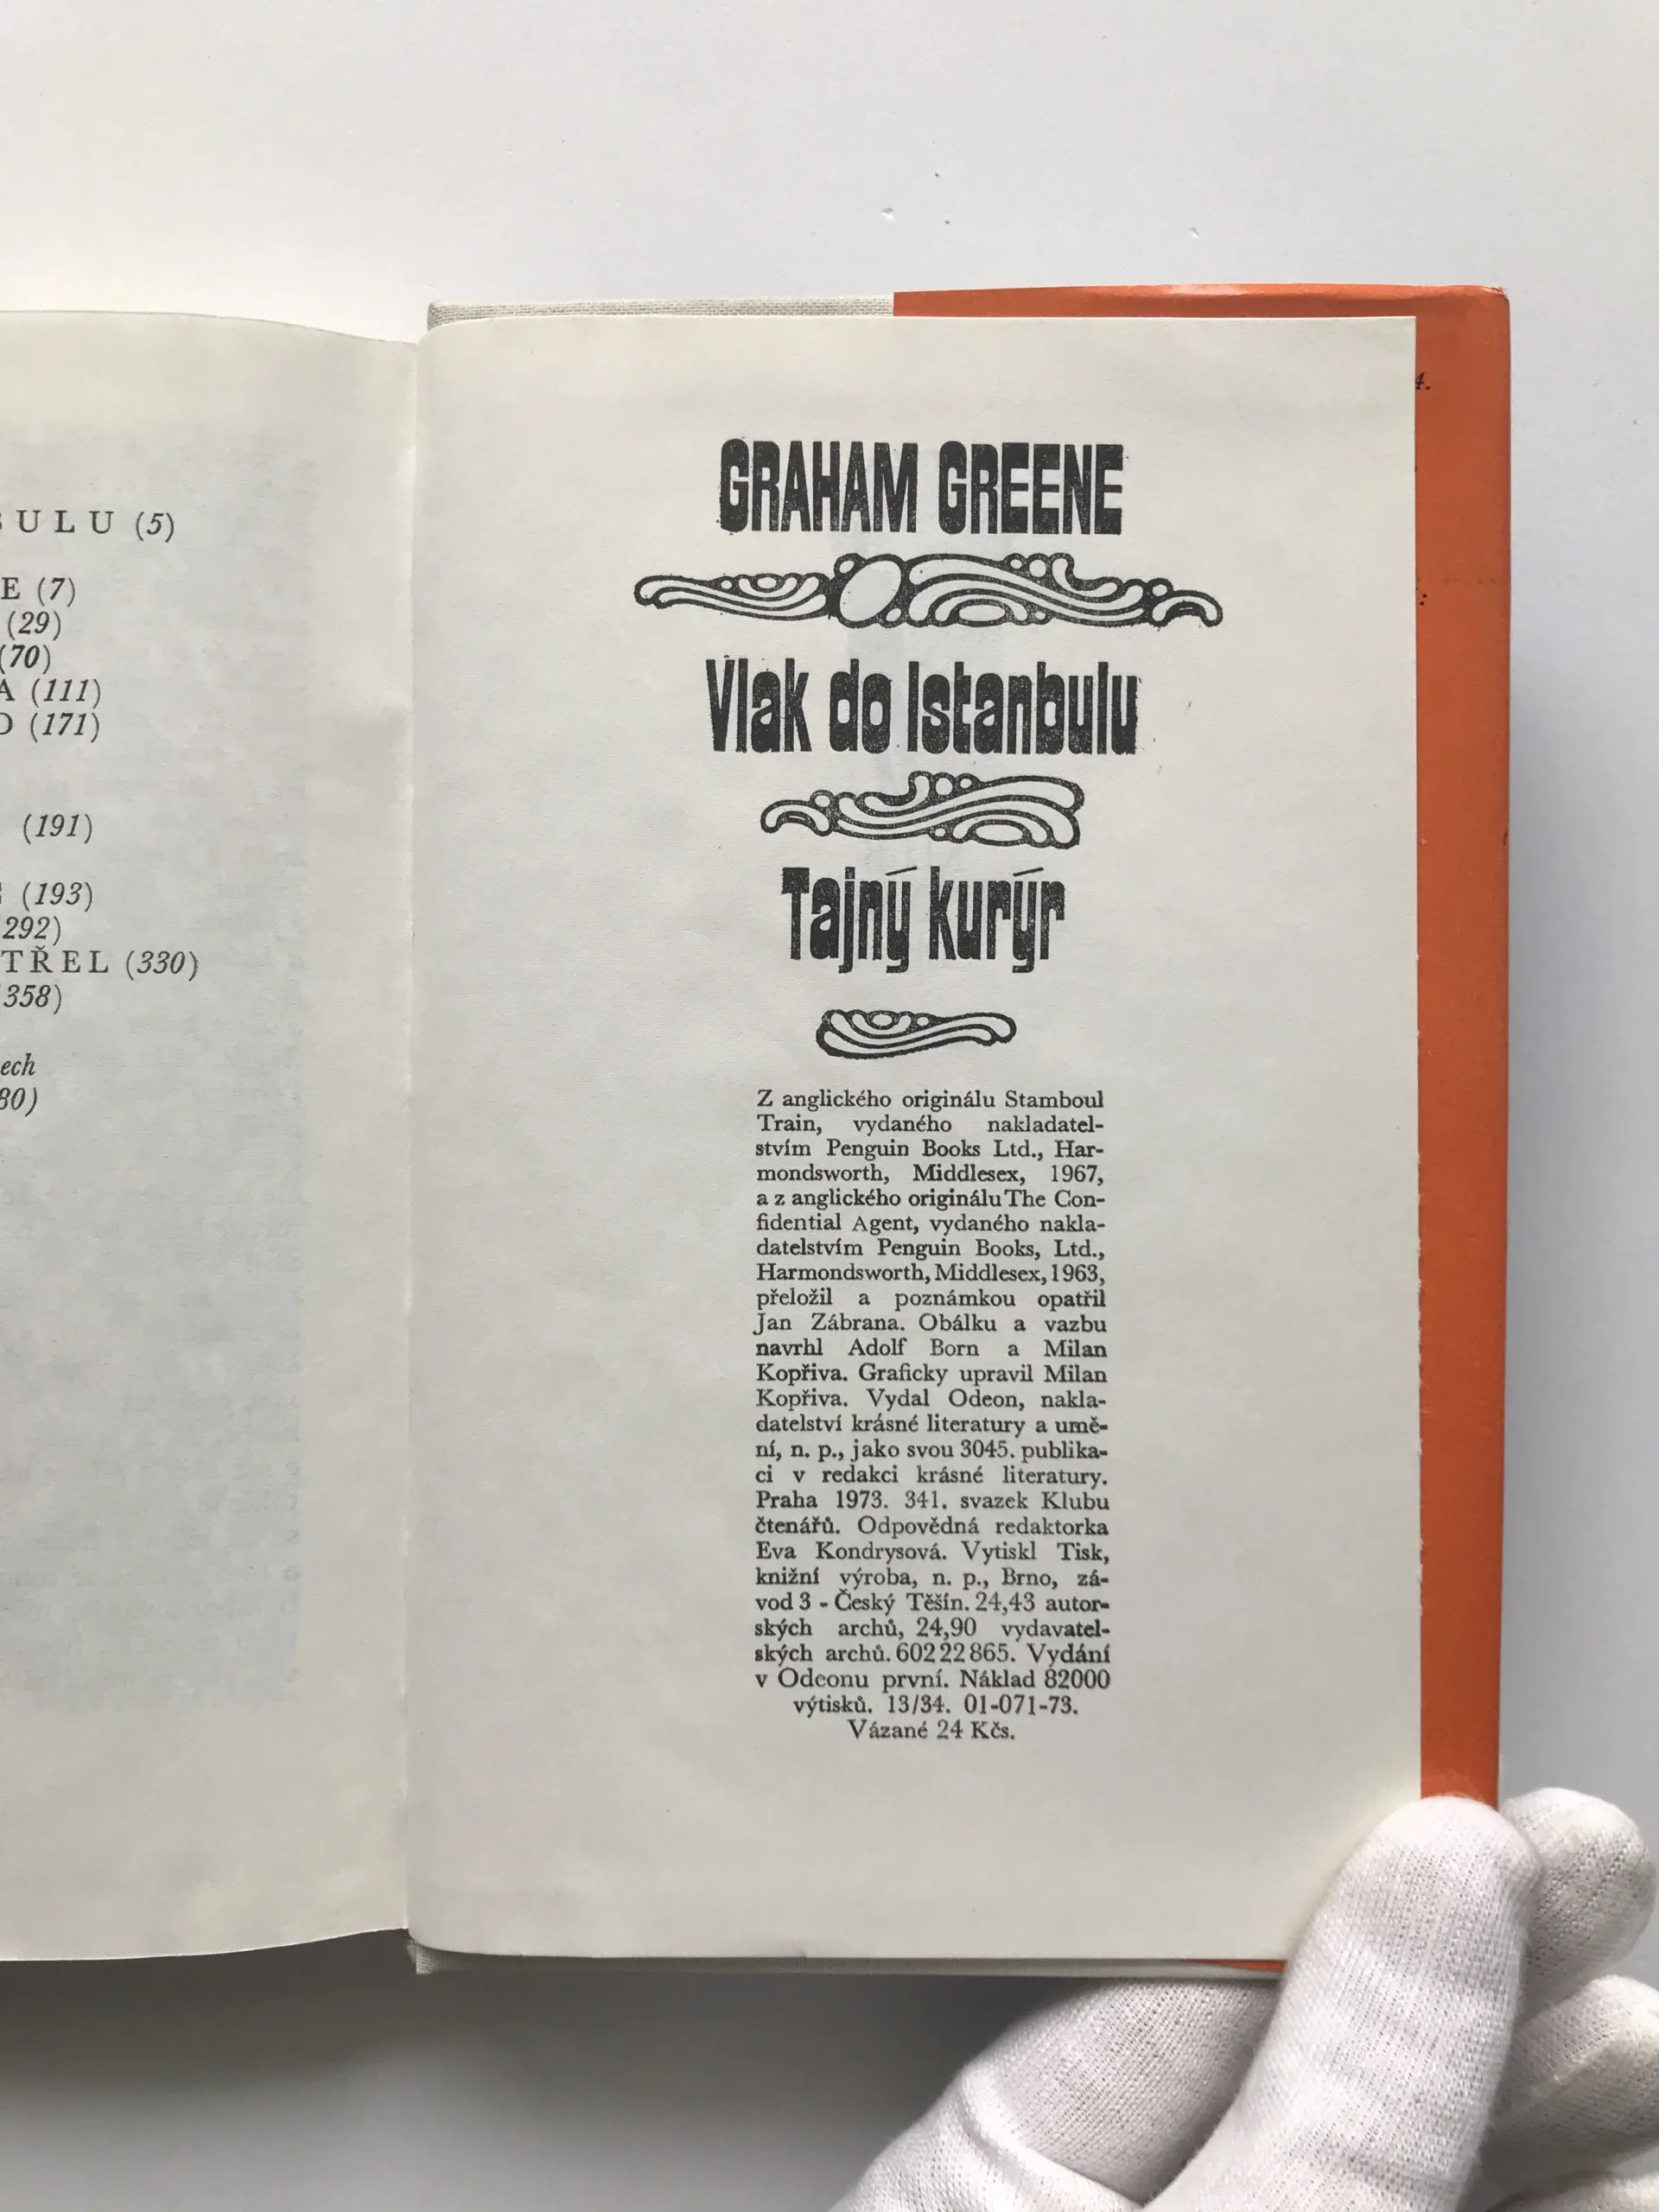 BULU (5)
E (7)
(29)
(70)
A (111)
O (171)
(191)
(193)
292)
TŘEL (330)
358)
ech
80)
4.
:
GRAHAM GREENE
Vlak do Istanbulu
Tajný kurýr
Z anglického originálu Stamboul
Train, vydaného nakladatel-
stvím Penguin Books Ltd., Har-
mondsworth, Middlesex, 1967,
a z anglického originálu The Con-
fidential Agent, vydaného nakla-
datelstvím Penguin Books, Ltd.,
Harmondsworth, Middlesex, 1963,
přeložil a poznámkou opatřil
Jan Zábrana. Obálku a vazbu
navrhl Adolf Born a Milan
Kopřiva. Graficky upravil Milan
Kopřiva. Vydal Odeon, nakla-
datelství krásné literatury a umě-
ní, n. p., jako svou 3045. publika-
ci v redakci krásné literatury.
Praha 1973. 341. svazek Klubu
čtenářů. Odpovědná redaktorka
Eva Kondrysová. Vytiskl Tisk,
knižní výroba, n. p., Brno, zá-
vod 3 - Český Těšín. 24,43 autor-
ských archů, 24,90 vydavatel-
ských archů. 602 22 865. Vydání
v Odeonu první. Náklad 82000
výtisků. 13/34. 01-071-73.
Vázané 24 Kčs.